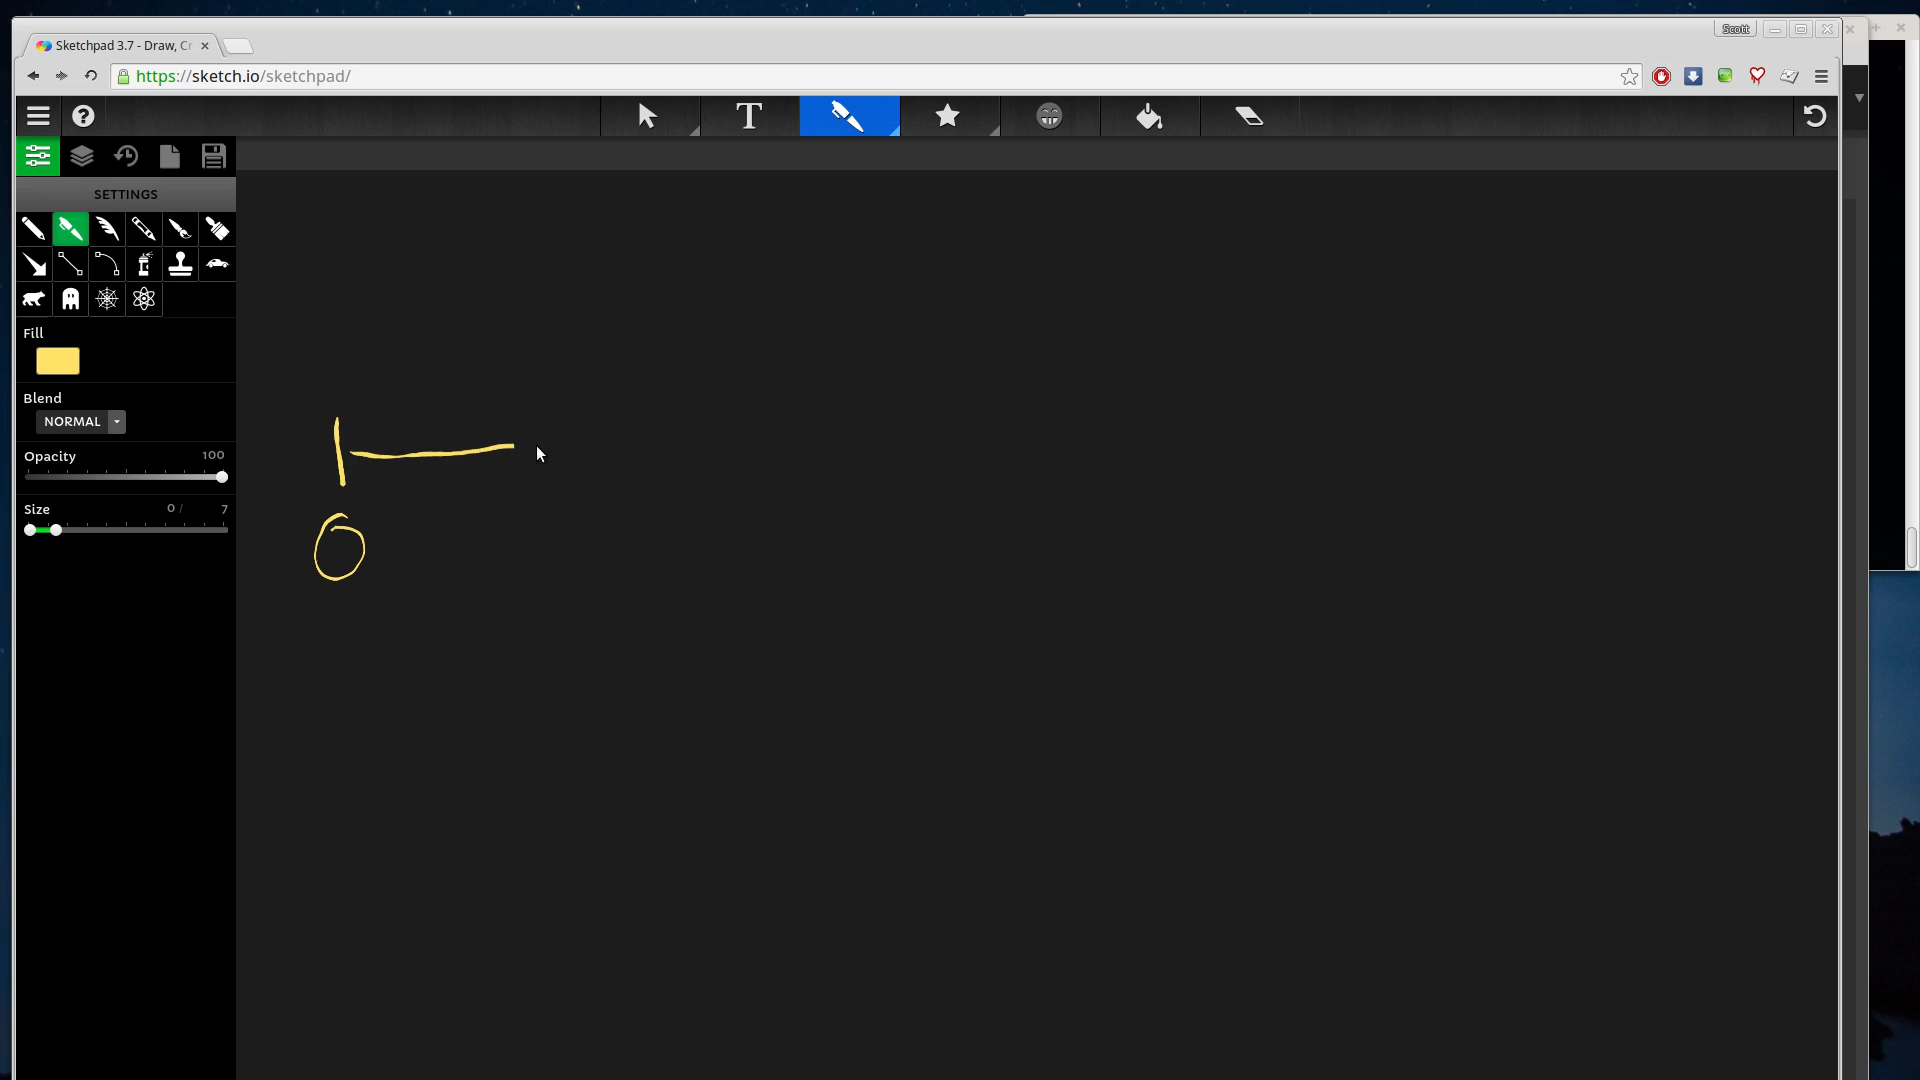 Scott
Sketchpad 3.7 - Draw, Cr
https://sketch.io/sketchpad/
T
SETTINGS
Fill
Blend
NORMAL
Opacity 100
Size 0 / 7
0